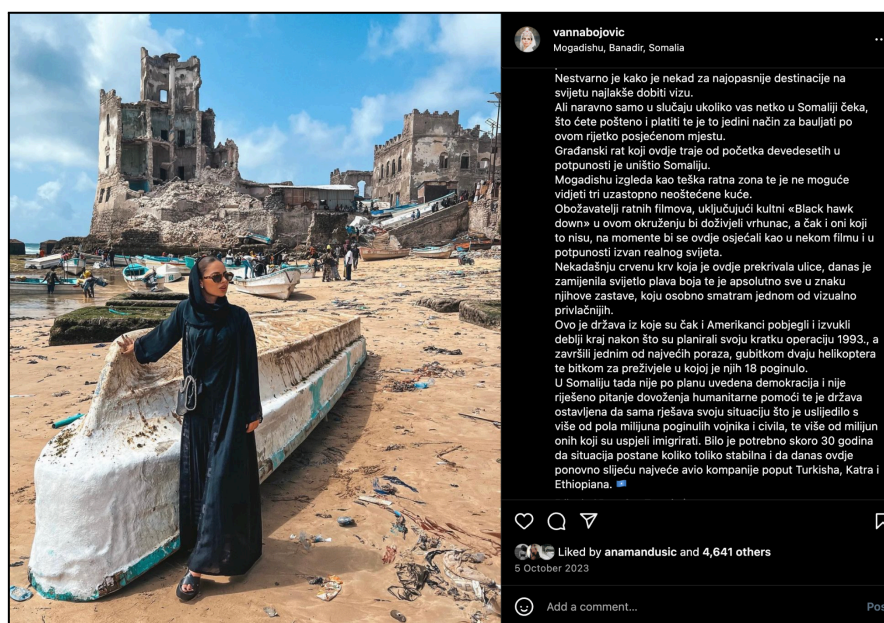 vannabojovic
Mogadishu, Banadir, Somalia
Nestvarno je kako je nekad za najopasnije destinacije na
svijetu najlakše dobiti vizu.
Ali naravno samo u slučaju ukoliko vas netko u Somaliji čeka,
što ćete pošteno i platiti te je to jedini način za bauljati po
ovom rijetko posjećenom mjestu.
Građanski rat koji ovdje traje od početka devedesetih u
potpunosti je uništio Somaliju.
Mogadishu izgleda kao teška ratna zona te je ne moguće
vidjeti tri uzastopno neoštećene kuće.
Obožavatelji ratnih filmova, uključujući kultni «Black hawk
down» u ovom okruženju bi doživjeli vrhunac, a čak i oni koji
to nisu, na momente bi se ovdje osjećali kao u nekom filmu i u
potpunosti izvan realnog svijeta.
Nekadašnju crvenu krv koja je ovdje prekrivala ulice, danas je
zamijenila svijetlo plava boja te je apsolutno sve u znaku
njihove zastave, koju osobno smatram jednom od vizualno
privlačnijih.
Ovo je država iz koje su čak i Amerikanci pobjegli i izvukli
deblji kraj nakon što su planirali svoju kratku operaciju 1993., a
završili jednim od najvećih poraza, gubitkom dvaju helikoptera
te bitkom za preživjele u kojoj je njih 18 poginulo.
U Somaliju tada nije po planu uvedena demokracija i nije
riješeno pitanje dovoženja humanitarne pomoći te je država
ostavljena da sama rješava svoju situaciju što je uslijedilo s
više od pola milijuna poginulih vojnika i civila, te više od milijun
onih koji su uspjeli imigrirati. Bilo je potrebno skoro 30 godina
da situacija postane koliko toliko stabilna i da danas ovdje
ponovno slijeću najveće avio kompanije poput Turkisha, Katra i
Ethiopiana. 🇸🇴
Liked by anamandusic and 4,641 others
5 October 2023
Add a comment...
Pos